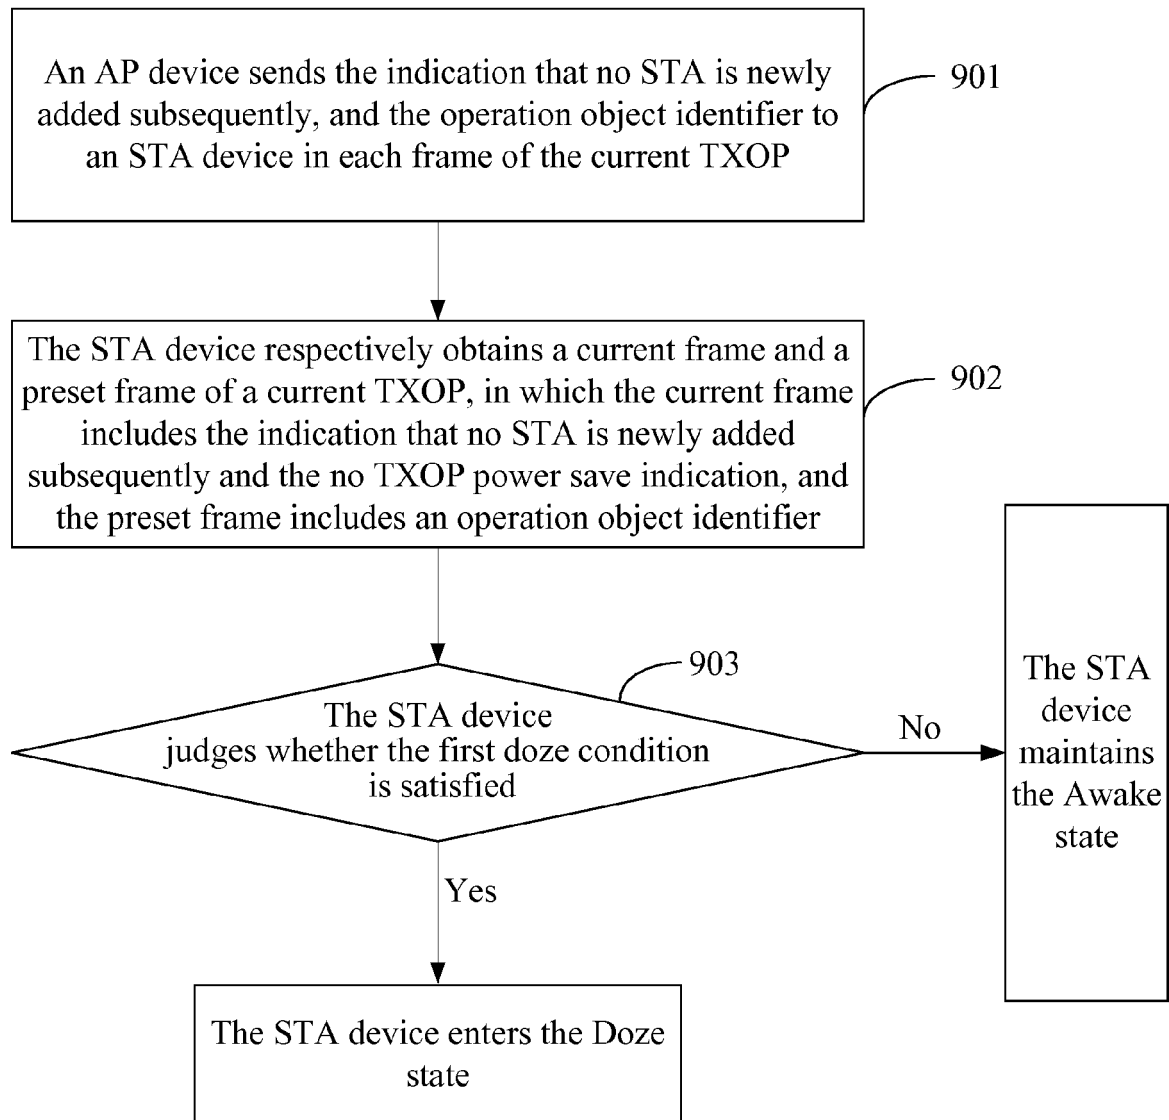 An AP device sends the indication that no STA is newly
added subsequently, and the operation object identifier to
an STA device in each frame of the current TXOP
901
The STA device respectively obtains a current frame and a
preset frame of a current TXOP, in which the current frame
includes the indication that no STA is newly added
subsequently and the no TXOP power save indication, and
the preset frame includes an operation object identifier
902
903
The STA device
judges whether the first doze condition
is satisfied
No
The STA
device
maintains
the Awake
state
Yes
The STA device enters the Doze
state